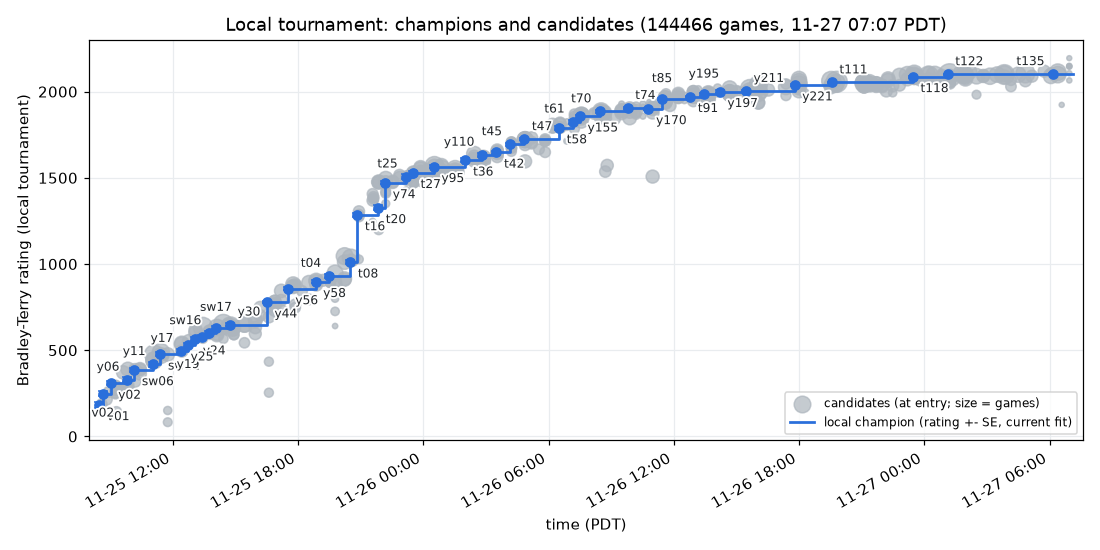 Local tournament: champions and candidates (144466 games, 11-27 07:07 PDT)
Bradley-Terry rating (local tournament)
2000
1500
1000
500
0
v02
y06
y02
y11
sw06
y17
sw16
y25
sw17
y30
y44
y56
t04
y58
t08
t16
t20
t25
y74
t27
y95
y110
t36
t45
t42
t47
t61
t58
t70
y155
t74
y170
t85
t91
y195
y197
y211
y221
t111
t118
t122
t135
candidates (at entry; size = games)
local champion (rating +- SE, current fit)
11-25 12:00
11-25 18:00
11-26 00:00
11-26 06:00
11-26 12:00
11-26 18:00
11-27 00:00
11-27 06:00
time (PDT)